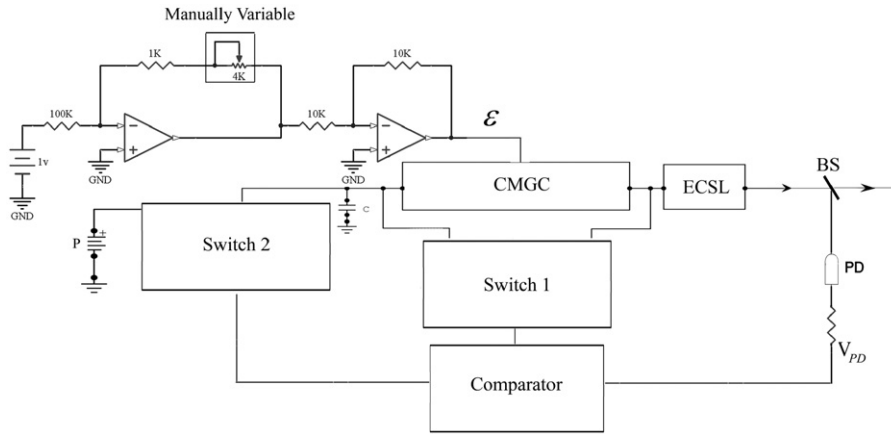 Manually Variable
1K
4K
10K
100K
10K
−
+
−
+
ε
1v
GND
GND
GND
CMGC
ECSL
BS
C
P
+
Switch 2
Switch 1
PD
V_PD
Comparator